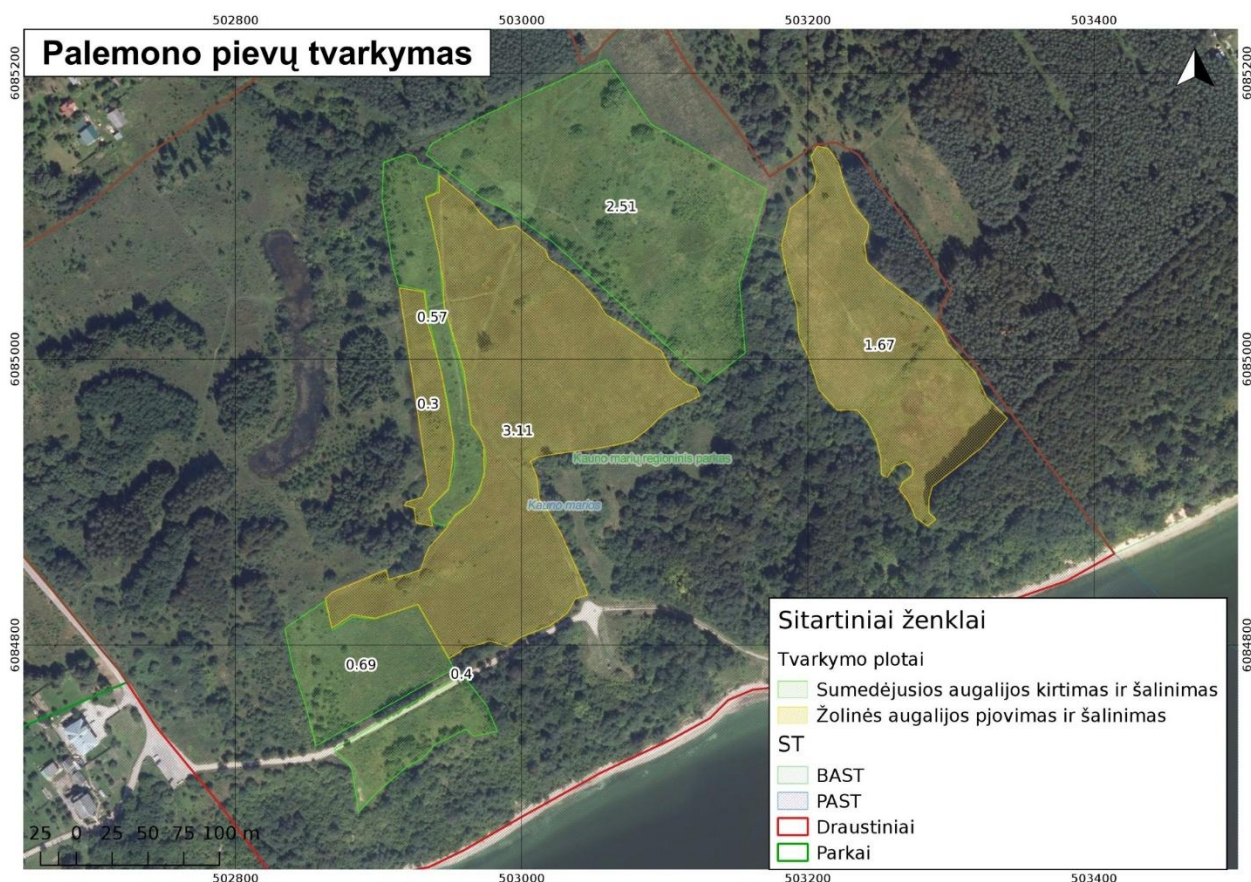 502800 503000 503200 503400
Palemono pievų tvarkymas
6085200 6085200
2.51
0.57
6085000 1.67 6085000
0.3
3.11
Kauno marių regioninis parkas
Kauno marios
6084800 6084800
0.69
0.4
Sitartiniai ženklai
Tvarkymo plotai
Sumedėjusios augalijos kirtimas ir šalinimas
Žolinės augalijos pjovimas ir šalinimas
ST
BAST
PAST
Draustiniai
Parkai
25 0 25 50 75 100 m
502800 503000 503200 503400